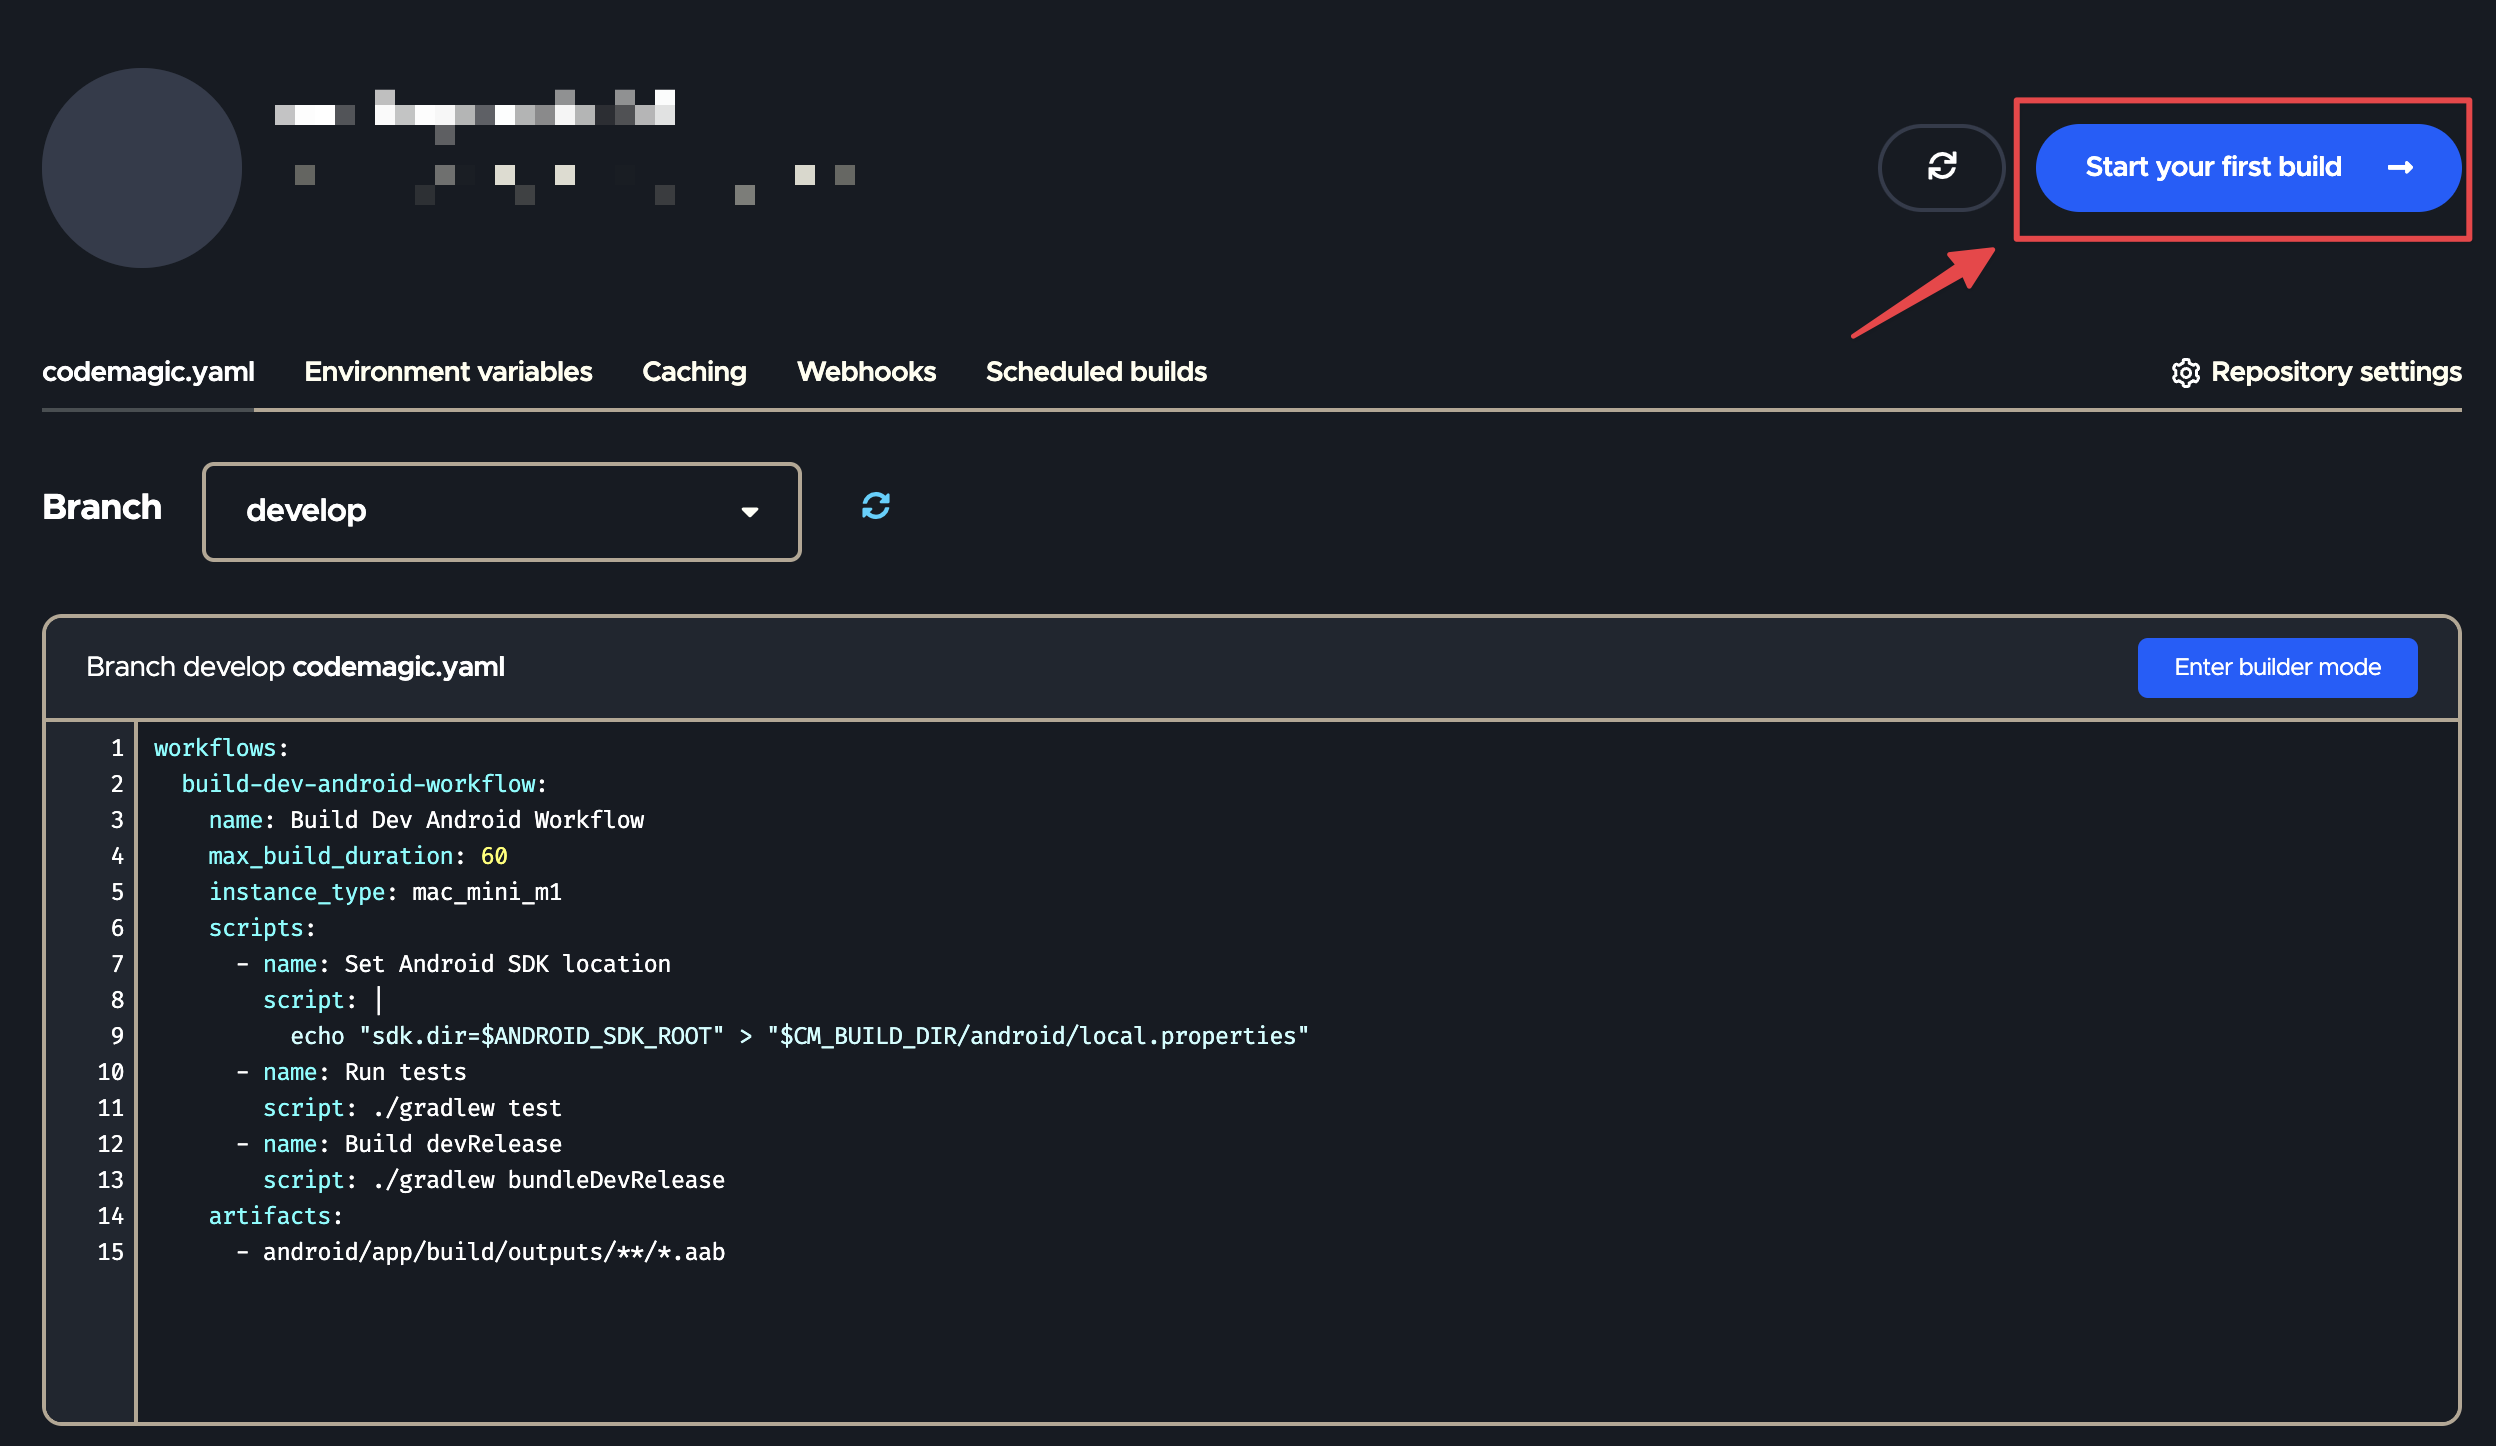 Start your first build
codemagic.yaml Environment variables Caching Webhooks Scheduled builds Repository settings
Branch develop
Branch develop codemagic.yaml Enter builder mode
1 workflows:
2   build-dev-android-workflow:
3     name: Build Dev Android Workflow
4     max_build_duration: 60
5     instance_type: mac_mini_m1
6     scripts:
7       - name: Set Android SDK location
8         script: |
9           echo "sdk.dir=$ANDROID_SDK_ROOT" > "$CM_BUILD_DIR/android/local.properties"
10       - name: Run tests
11         script: ./gradlew test
12       - name: Build devRelease
13         script: ./gradlew bundleDevRelease
14     artifacts:
15       - android/app/build/outputs/**/*.aab